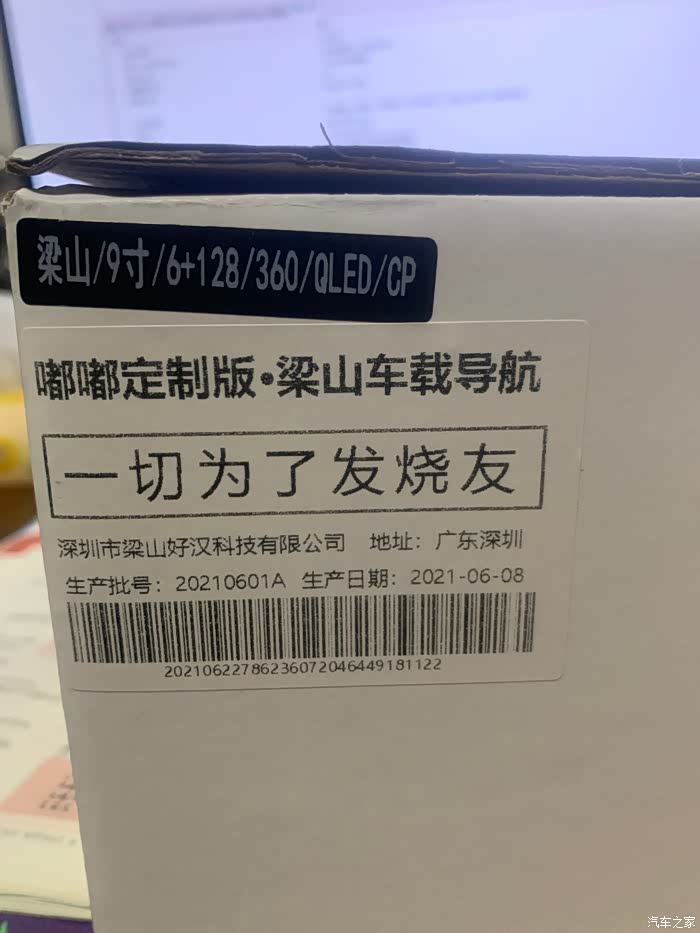 梁山/9寸/6+128/360/QLED/CP
嘟嘟定制版•梁山车载导航
一切为了发烧友
深圳市梁山好汉科技有限公司 地址：广东深圳
生产批号：20210601A 生产日期：2021-06-08
20210622786236072046449181122
汽车之家